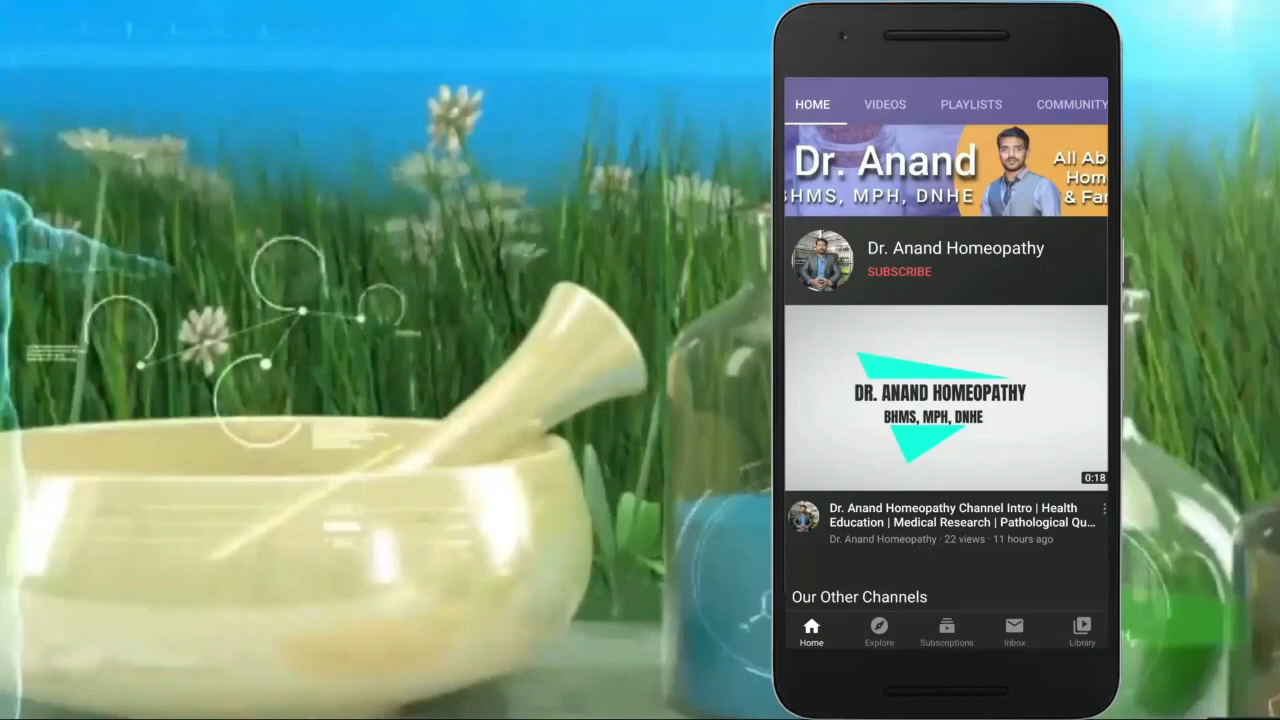 HOME VIDEOS PLAYLISTS COMMUNITY
Dr. Anand
BHMS, MPH, DNHE
All Ab
Hom
& Far
Dr. Anand Homeopathy
SUBSCRIBE
DR. ANAND HOMEOPATHY
BHMS, MPH, DNHE
0:18
Dr. Anand Homeopathy Channel Intro | Health
Education | Medical Research | Pathological Qu...
Dr. Anand Homeopathy · 22 views · 11 hours ago
Our Other Channels
Home Explore Subscriptions Inbox Library